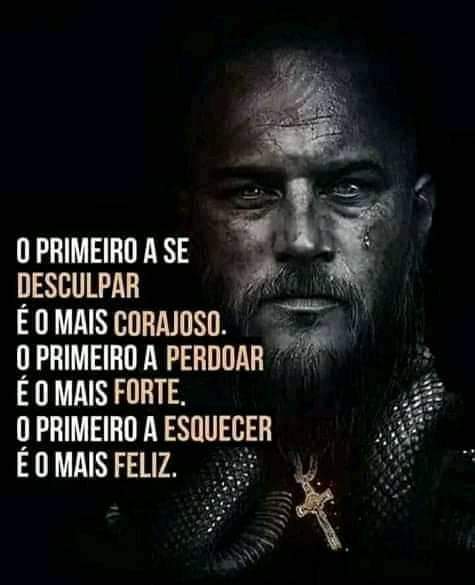 O PRIMEIRO A SE
DESCULPAR
É O MAIS CORAJOSO.
O PRIMEIRO A PERDOAR
É O MAIS FORTE.
O PRIMEIRO A ESQUECER
É O MAIS FELIZ.